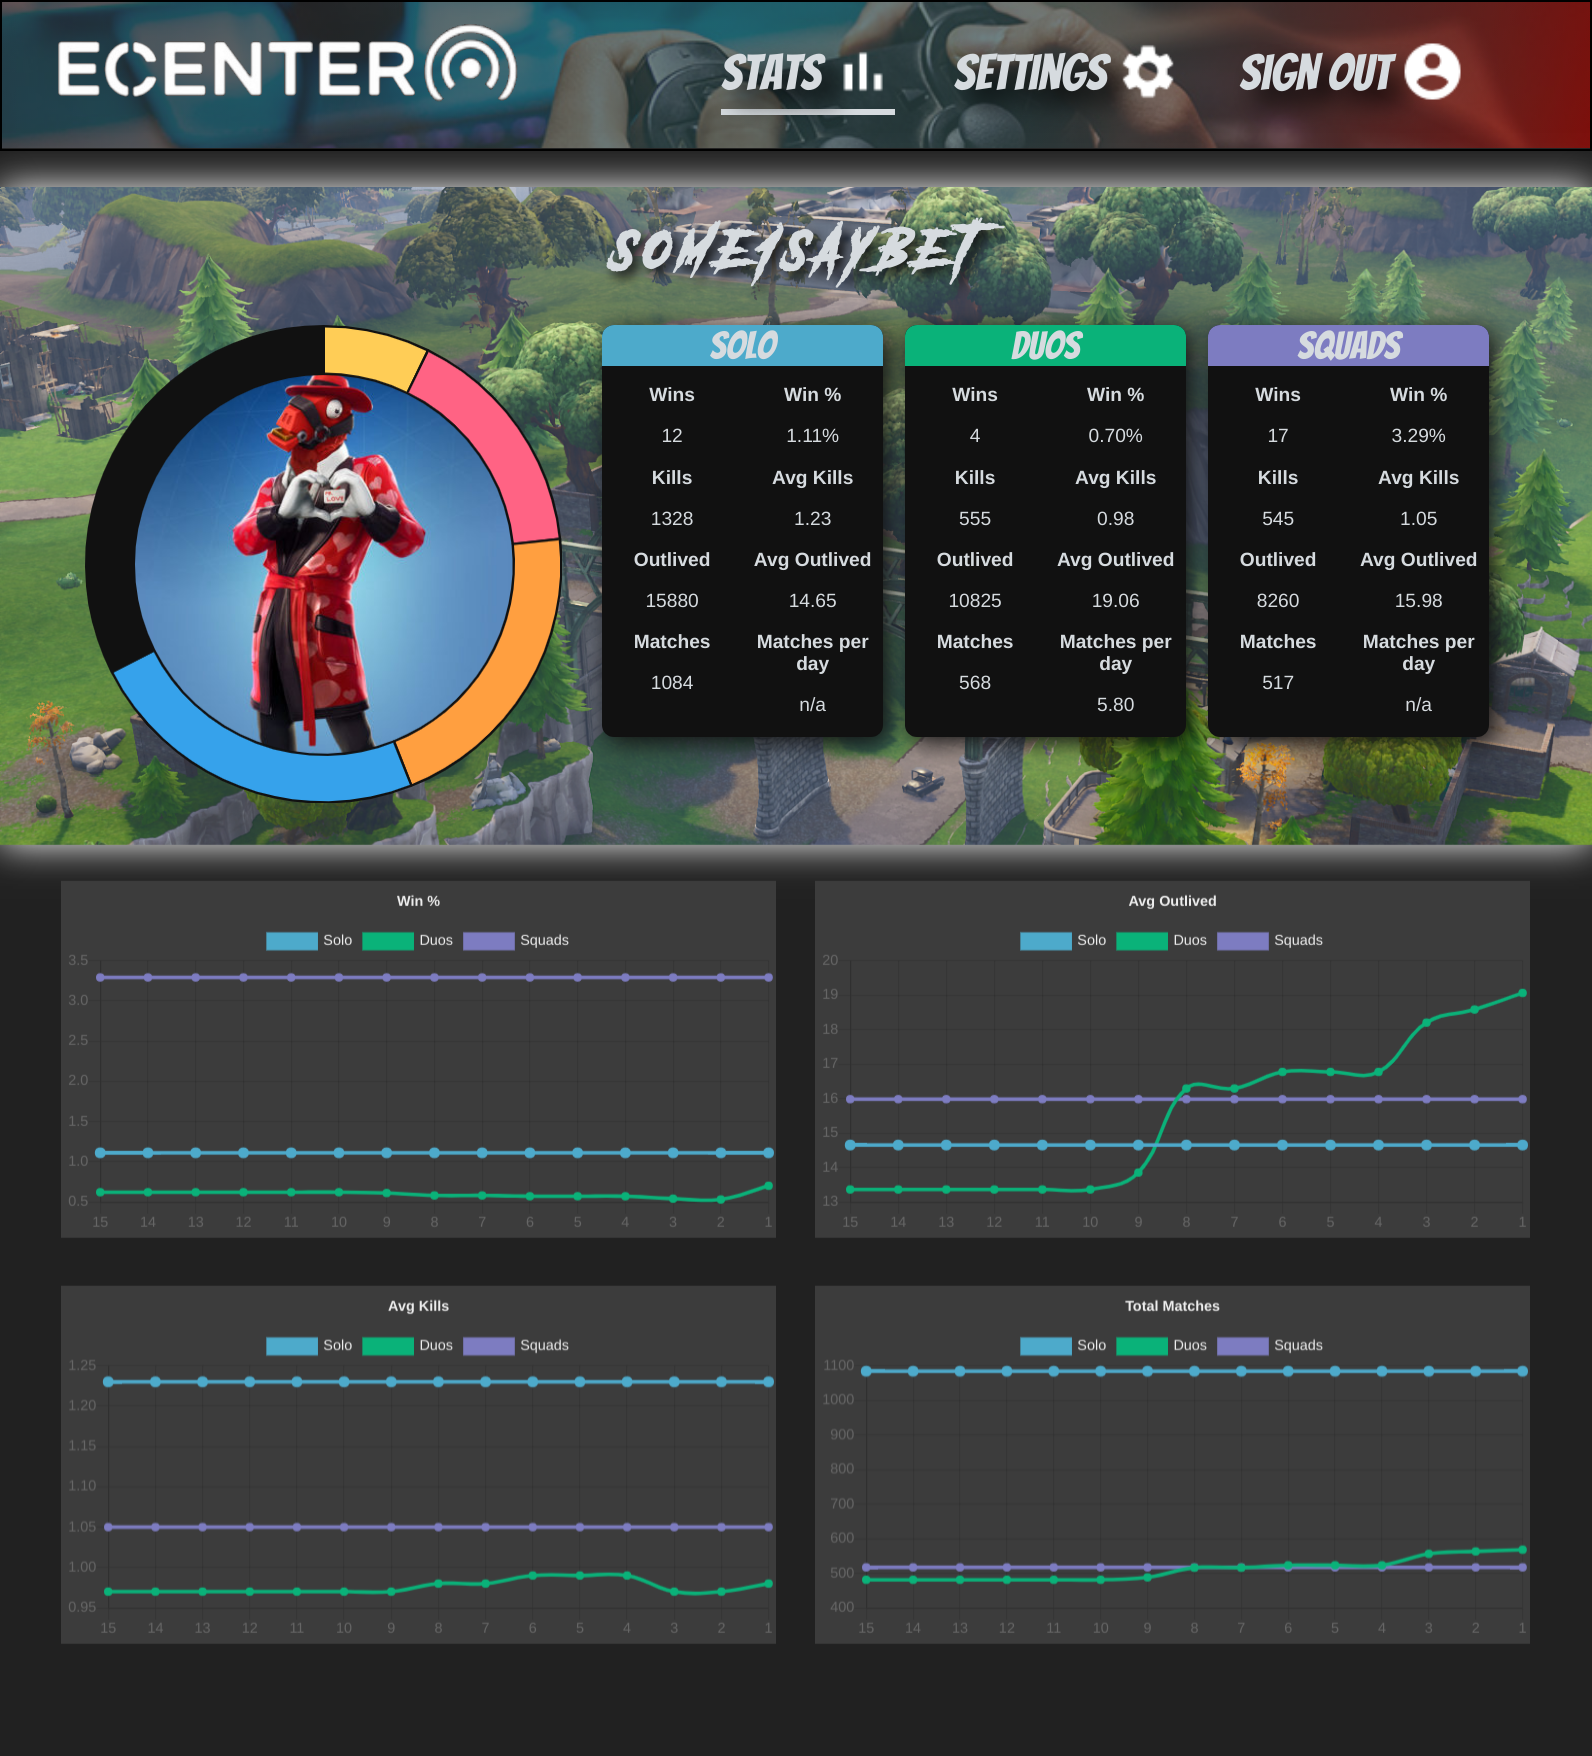 ECENTER
STATS
SETTINGS
SIGN OUT
SOME1SAYBET
SOLO
Wins Win %
12 1.11%
Kills Avg Kills
1328 1.23
Outlived Avg Outlived
15880 14.65
Matches Matches per
day
1084
n/a
DUOS
Wins Win %
4 0.70%
Kills Avg Kills
555 0.98
Outlived Avg Outlived
10825 19.06
Matches Matches per
day
568
5.80
SQUADS
Wins Win %
17 3.29%
Kills Avg Kills
545 1.05
Outlived Avg Outlived
8260 15.98
Matches Matches per
day
517
n/a
Win %
Solo Duos Squads
3.5
3.0
2.5
2.0
1.5
1.0
0.5
15 14 13 12 11 10 9 8 7 6 5 4 3 2 1
Avg Outlived
Solo Duos Squads
20
19
18
17
16
15
14
13
15 14 13 12 11 10 9 8 7 6 5 4 3 2 1
Avg Kills
Solo Duos Squads
1.25
1.20
1.15
1.10
1.05
1.00
0.95
15 14 13 12 11 10 9 8 7 6 5 4 3 2 1
Total Matches
Solo Duos Squads
1100
1000
900
800
700
600
500
400
15 14 13 12 11 10 9 8 7 6 5 4 3 2 1